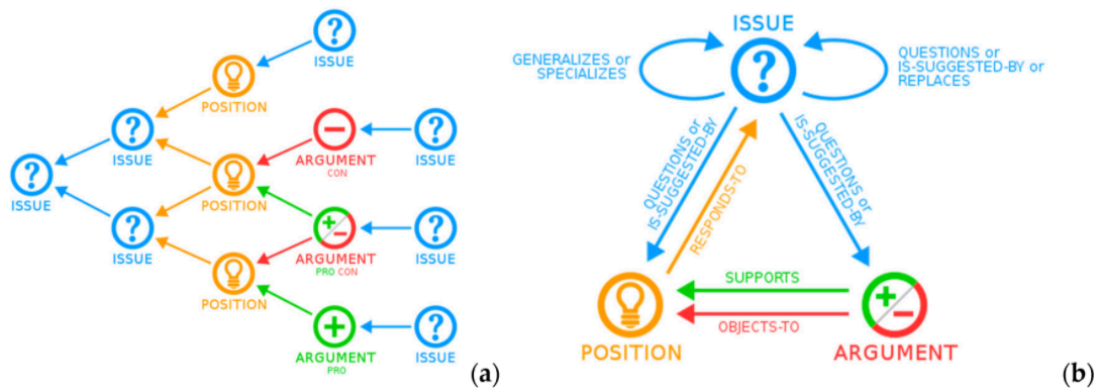 ISSUE
POSITION
ISSUE
ARGUMENT
CON
ISSUE
ISSUE
POSITION
ISSUE
ARGUMENT
PRO CON
ISSUE
POSITION
ARGUMENT
PRO
ISSUE
(a)
ISSUE
GENERALIZES or
SPECIALIZES
QUESTIONS or
IS-SUGGESTED-BY or
REPLACES
QUESTIONS or
IS-SUGGESTED-BY
RESPONDS-TO
QUESTIONS or
IS-SUGGESTED-BY
SUPPORTS
OBJECTS-TO
POSITION
ARGUMENT
(b)